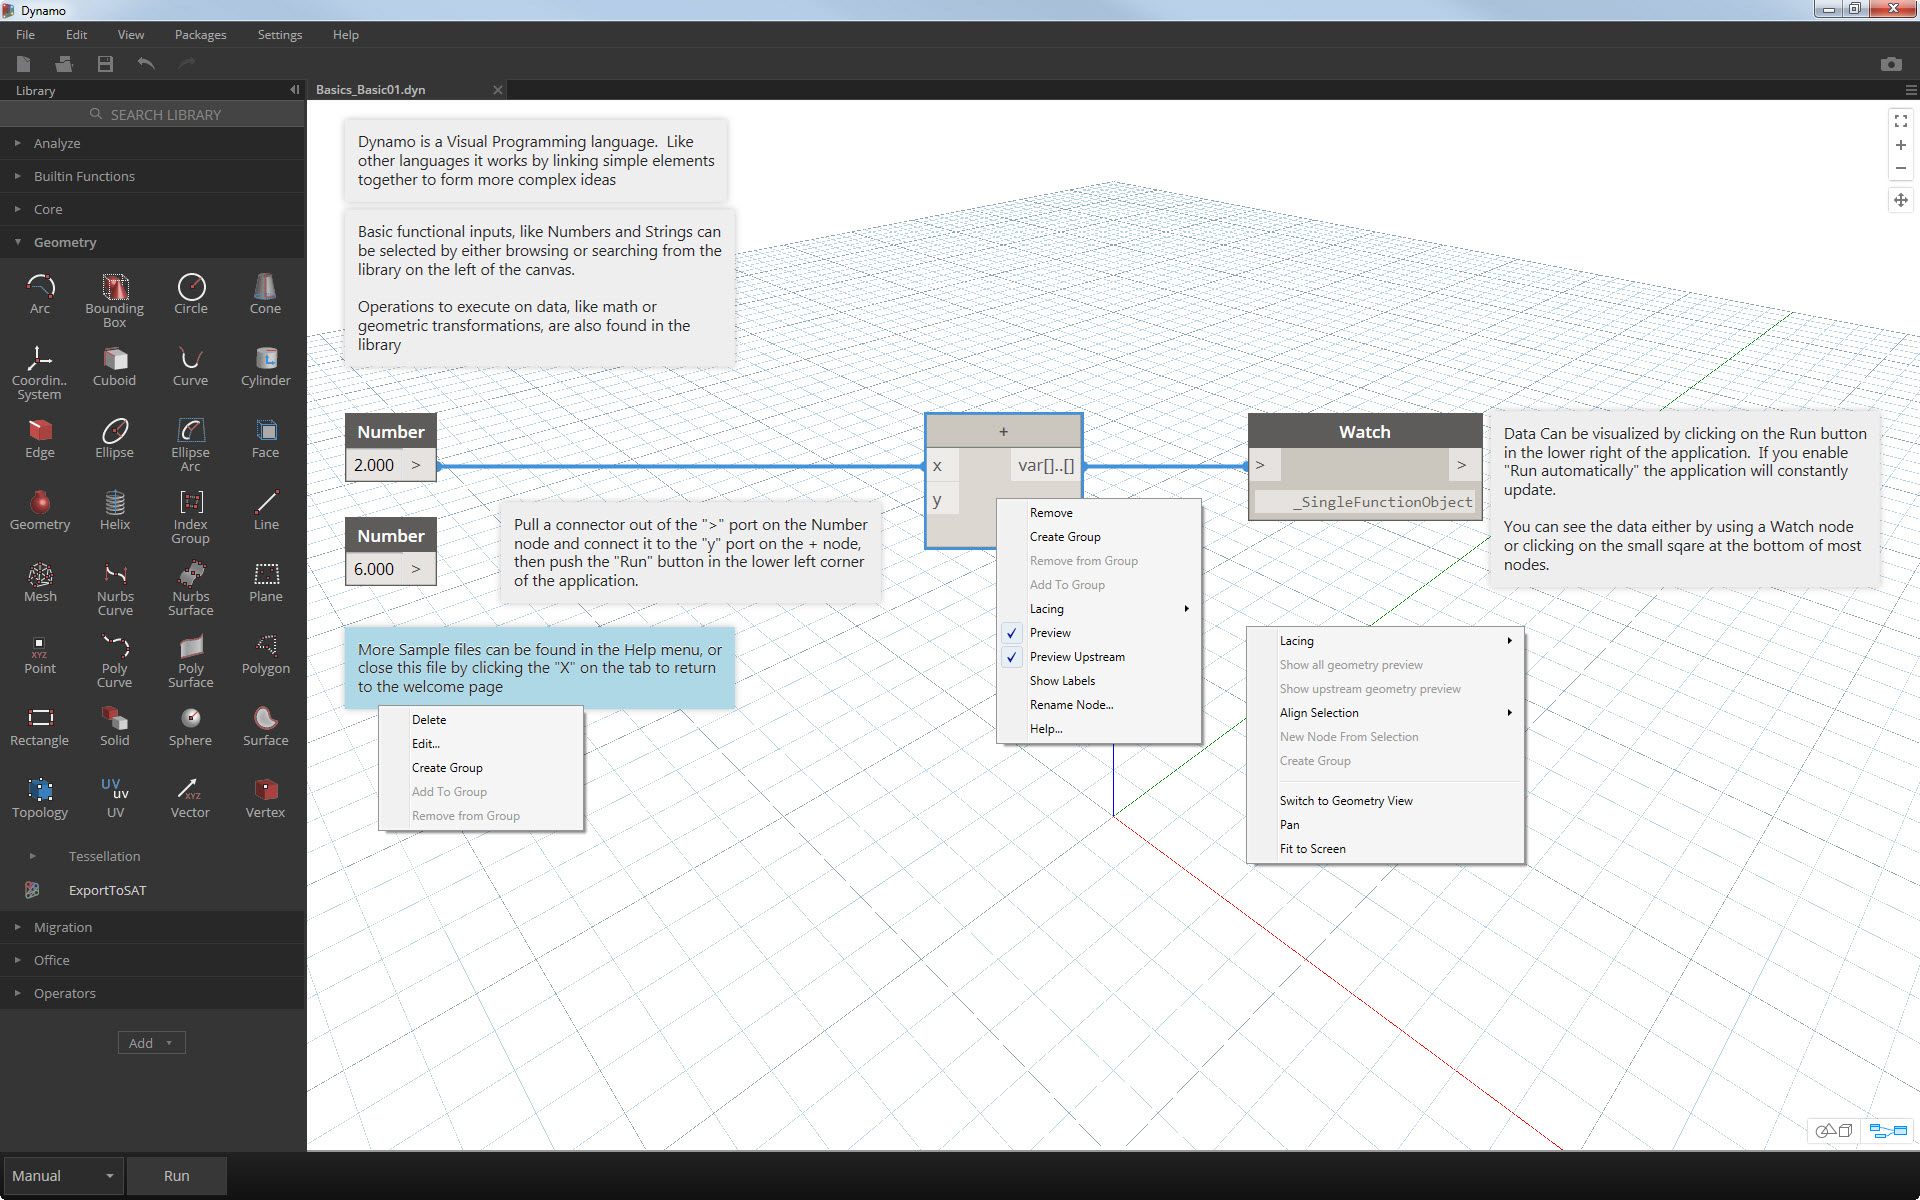 Dynamo
File Edit View Packages Settings Help
Library
Basics_Basic01.dyn
SEARCH LIBRARY
Analyze
Builtin Functions
Core
Geometry
Arc
Bounding
Box
Circle
Cone
Coordin..
System
Cuboid
Curve
Cylinder
Edge
Ellipse
Ellipse
Arc
Face
Geometry
Helix
Index
Group
Line
Mesh
Nurbs
Curve
Nurbs
Surface
Plane
XYZ
Point
Poly
Curve
Poly
Surface
Polygon
Rectangle
Solid
Sphere
Surface
Topology
UV
uv
UV
XYZ
Vector
Vertex
Tessellation
ExportToSAT
Migration
Office
Operators
Add
Manual
Run
Dynamo is a Visual Programming language.  Like
other languages it works by linking simple elements
together to form more complex ideas
Basic functional inputs, like Numbers and Strings can
be selected by either browsing or searching from the
library on the left of the canvas.
Operations to execute on data, like math or
geometric transformations, are also found in the
library
Number
2.000 >
Number
6.000 >
Pull a connector out of the ">" port on the Number
node and connect it to the "y" port on the + node,
then push the "Run" button in the lower left corner
of the application.
More Sample files can be found in the Help menu, or
close this file by clicking the "X" on the tab to return
to the welcome page
Delete
Edit...
Create Group
Add To Group
Remove from Group
+
x var[]..[]
y
Remove
Create Group
Remove from Group
Add To Group
Lacing
Preview
Preview Upstream
Show Labels
Rename Node...
Help...
Watch
> >
_SingleFunctionObject
Data Can be visualized by clicking on the Run button
in the lower right of the application.  If you enable
"Run automatically" the application will constantly
update.
You can see the data either by using a Watch node
or clicking on the small sqare at the bottom of most
nodes.
Lacing
Show all geometry preview
Show upstream geometry preview
Align Selection
New Node From Selection
Create Group
Switch to Geometry View
Pan
Fit to Screen